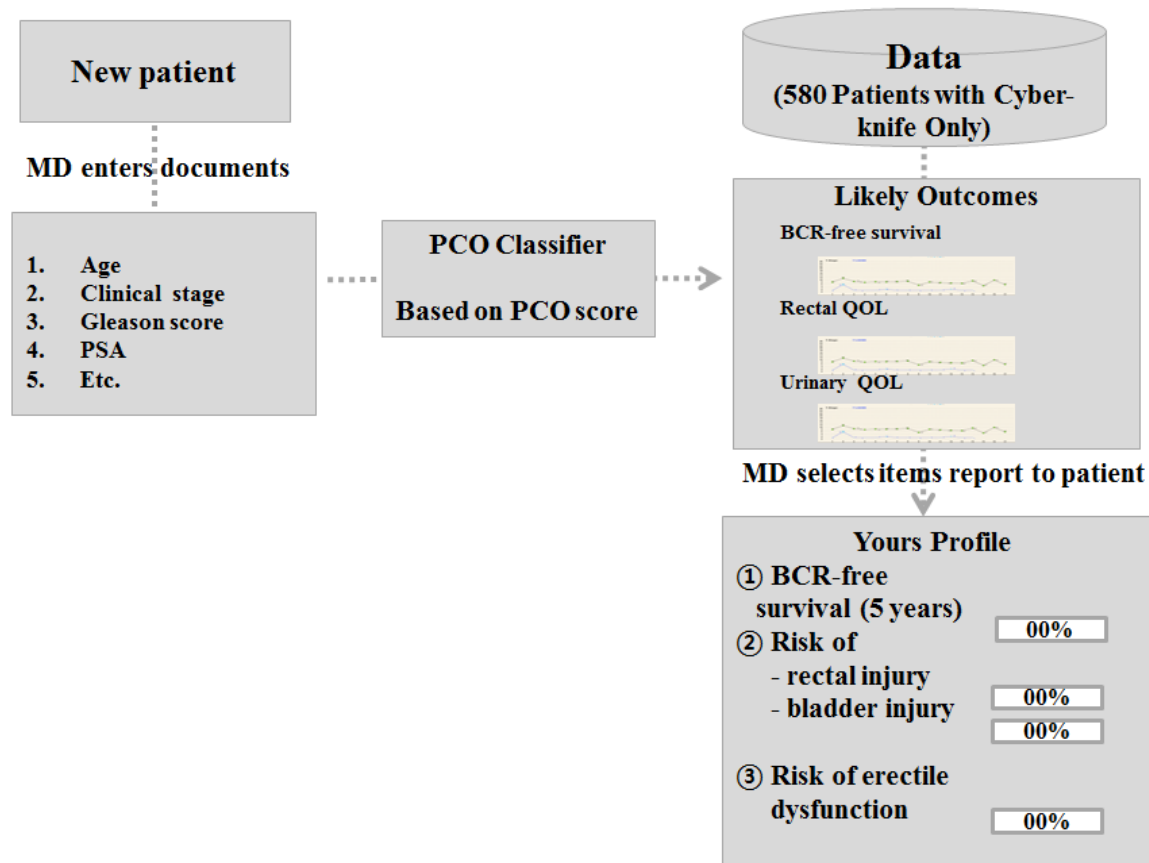 New patient
MD enters documents
1. Age
2. Clinical stage
3. Gleason score
4. PSA
5. Etc.
PCO Classifier
Based on PCO score
Data
(580 Patients with Cyber-
knife Only)
Likely Outcomes
BCR-free survival
Rectal QOL
Urinary QOL
MD selects items report to patient
Yours Profile
① BCR-free
survival (5 years)
00%
② Risk of
- rectal injury
00%
- bladder injury
00%
③ Risk of erectile
dysfunction
00%